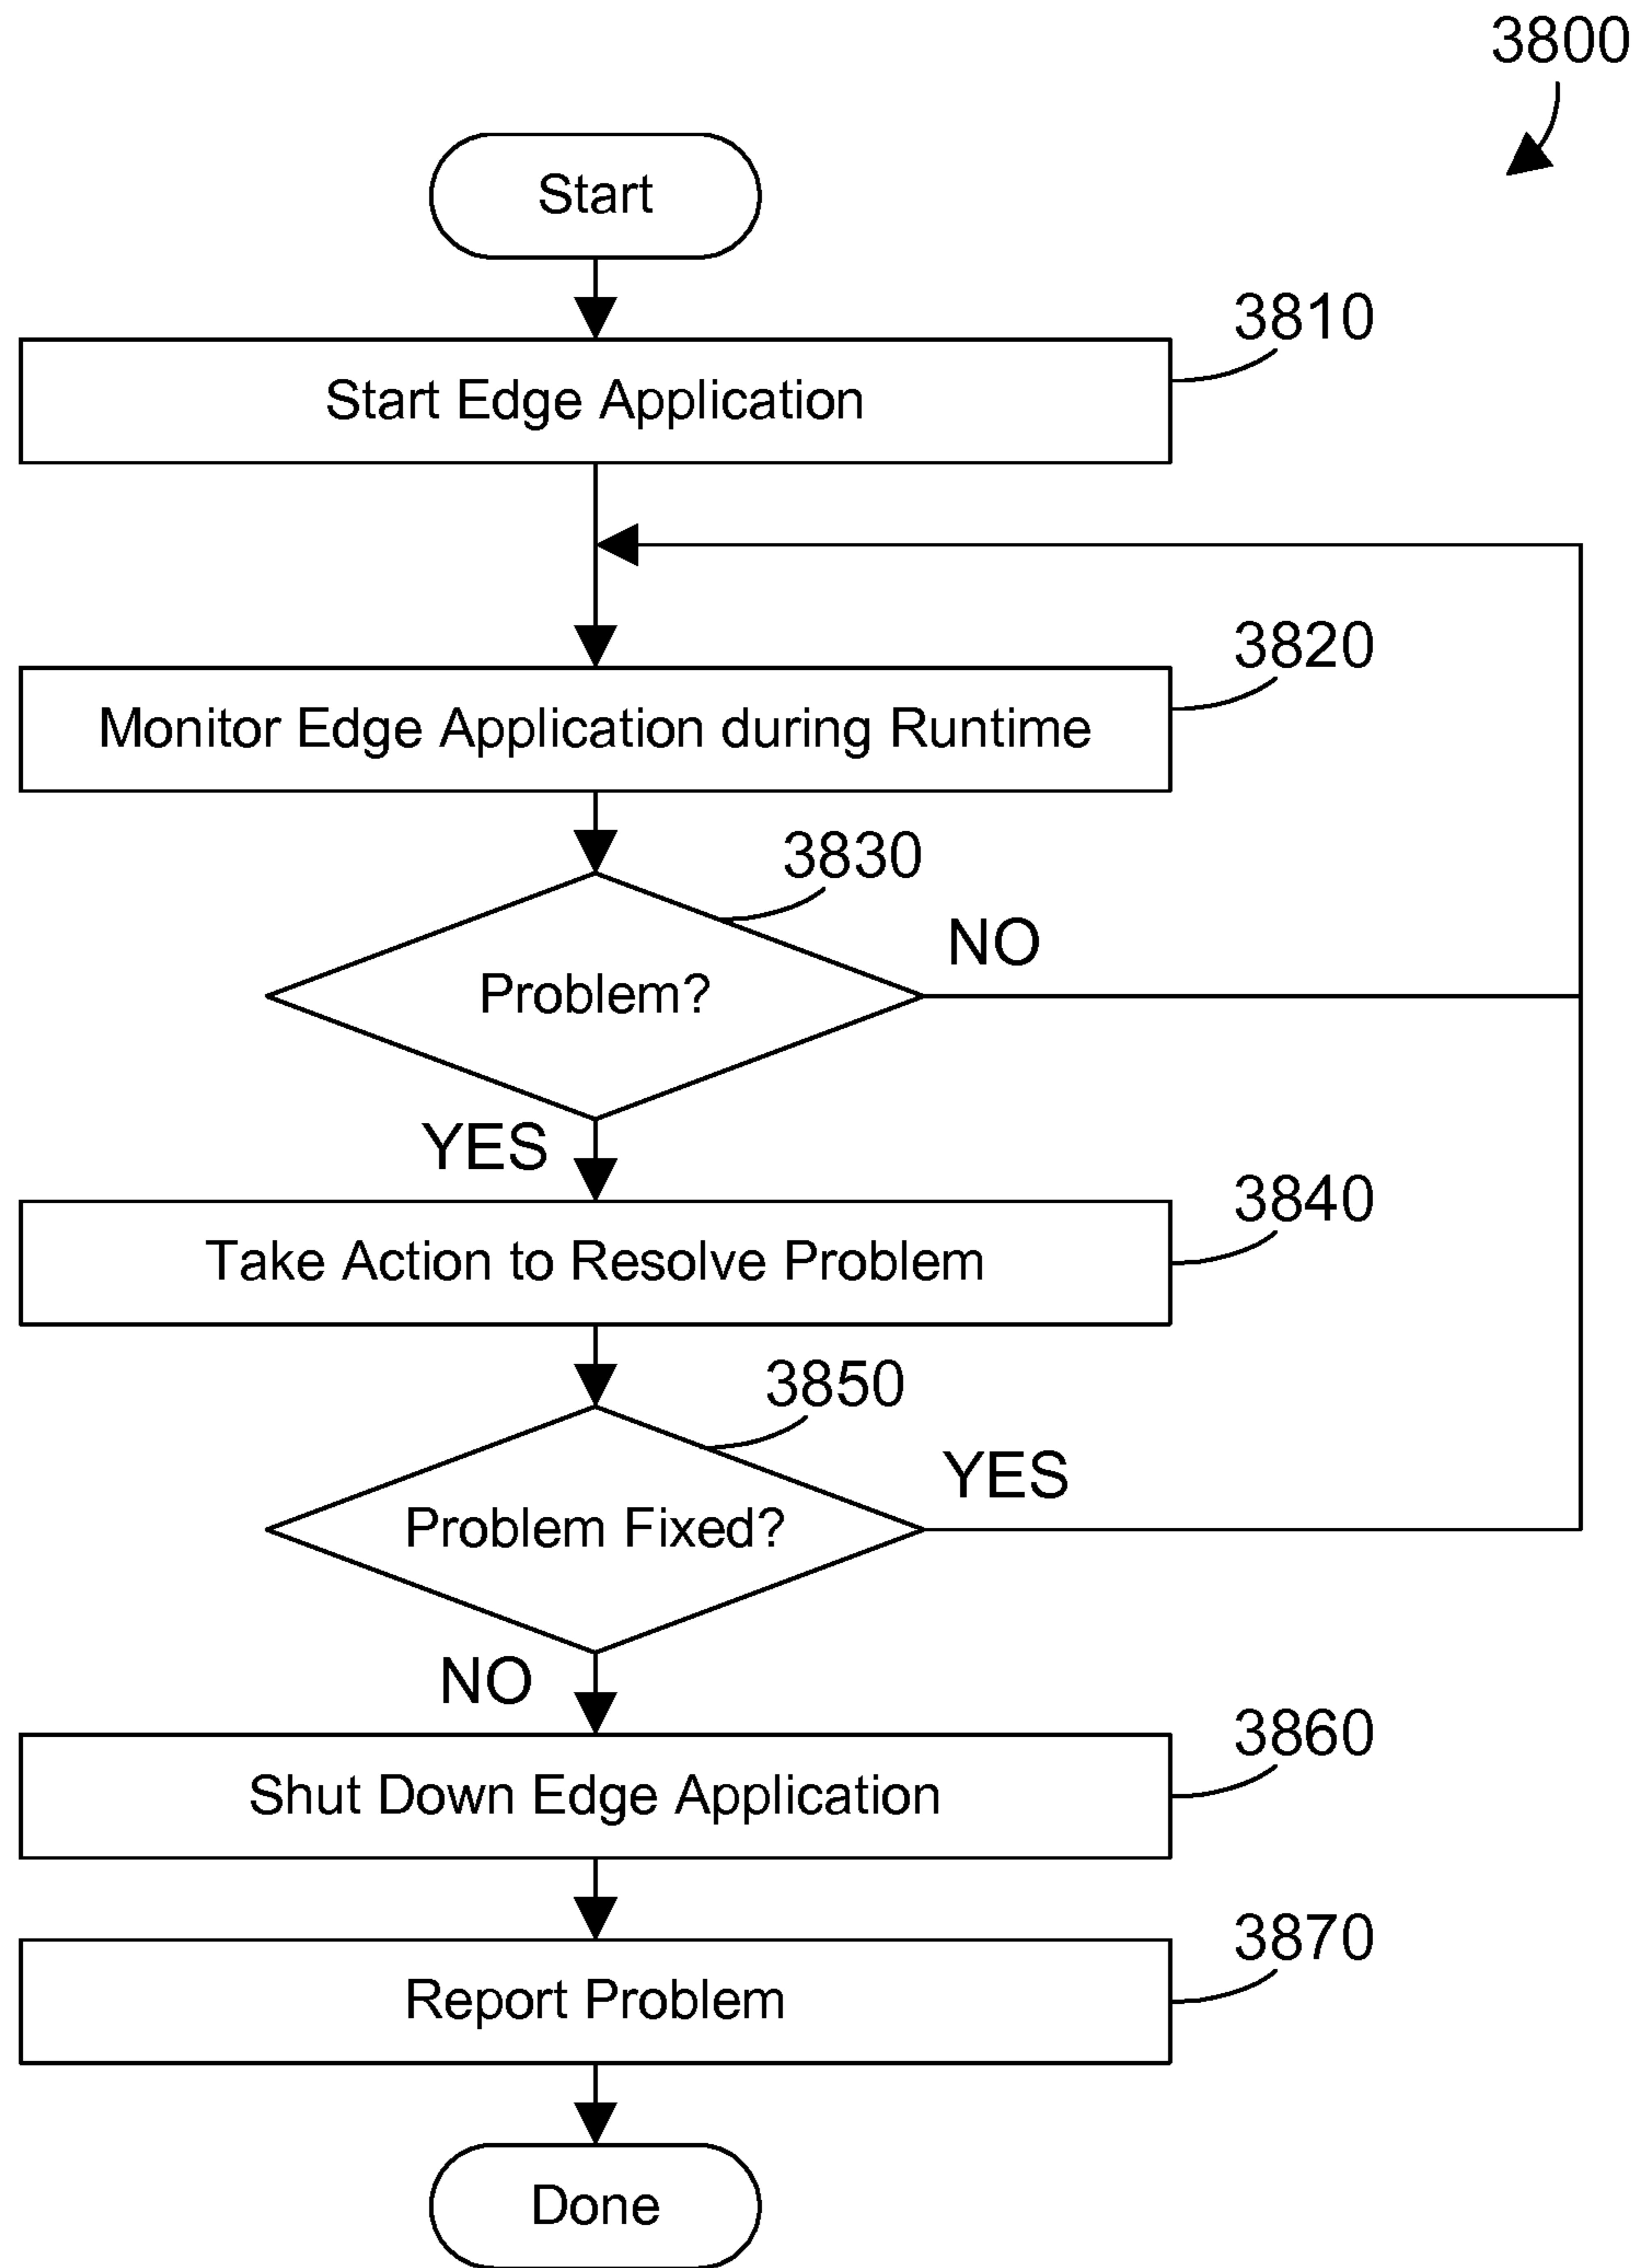 3800
Start
3810
Start Edge Application
3820
Monitor Edge Application during Runtime
3830
NO
Problem?
YES
3840
Take Action to Resolve Problem
3850
YES
Problem Fixed?
NO
3860
Shut Down Edge Application
3870
Report Problem
Done